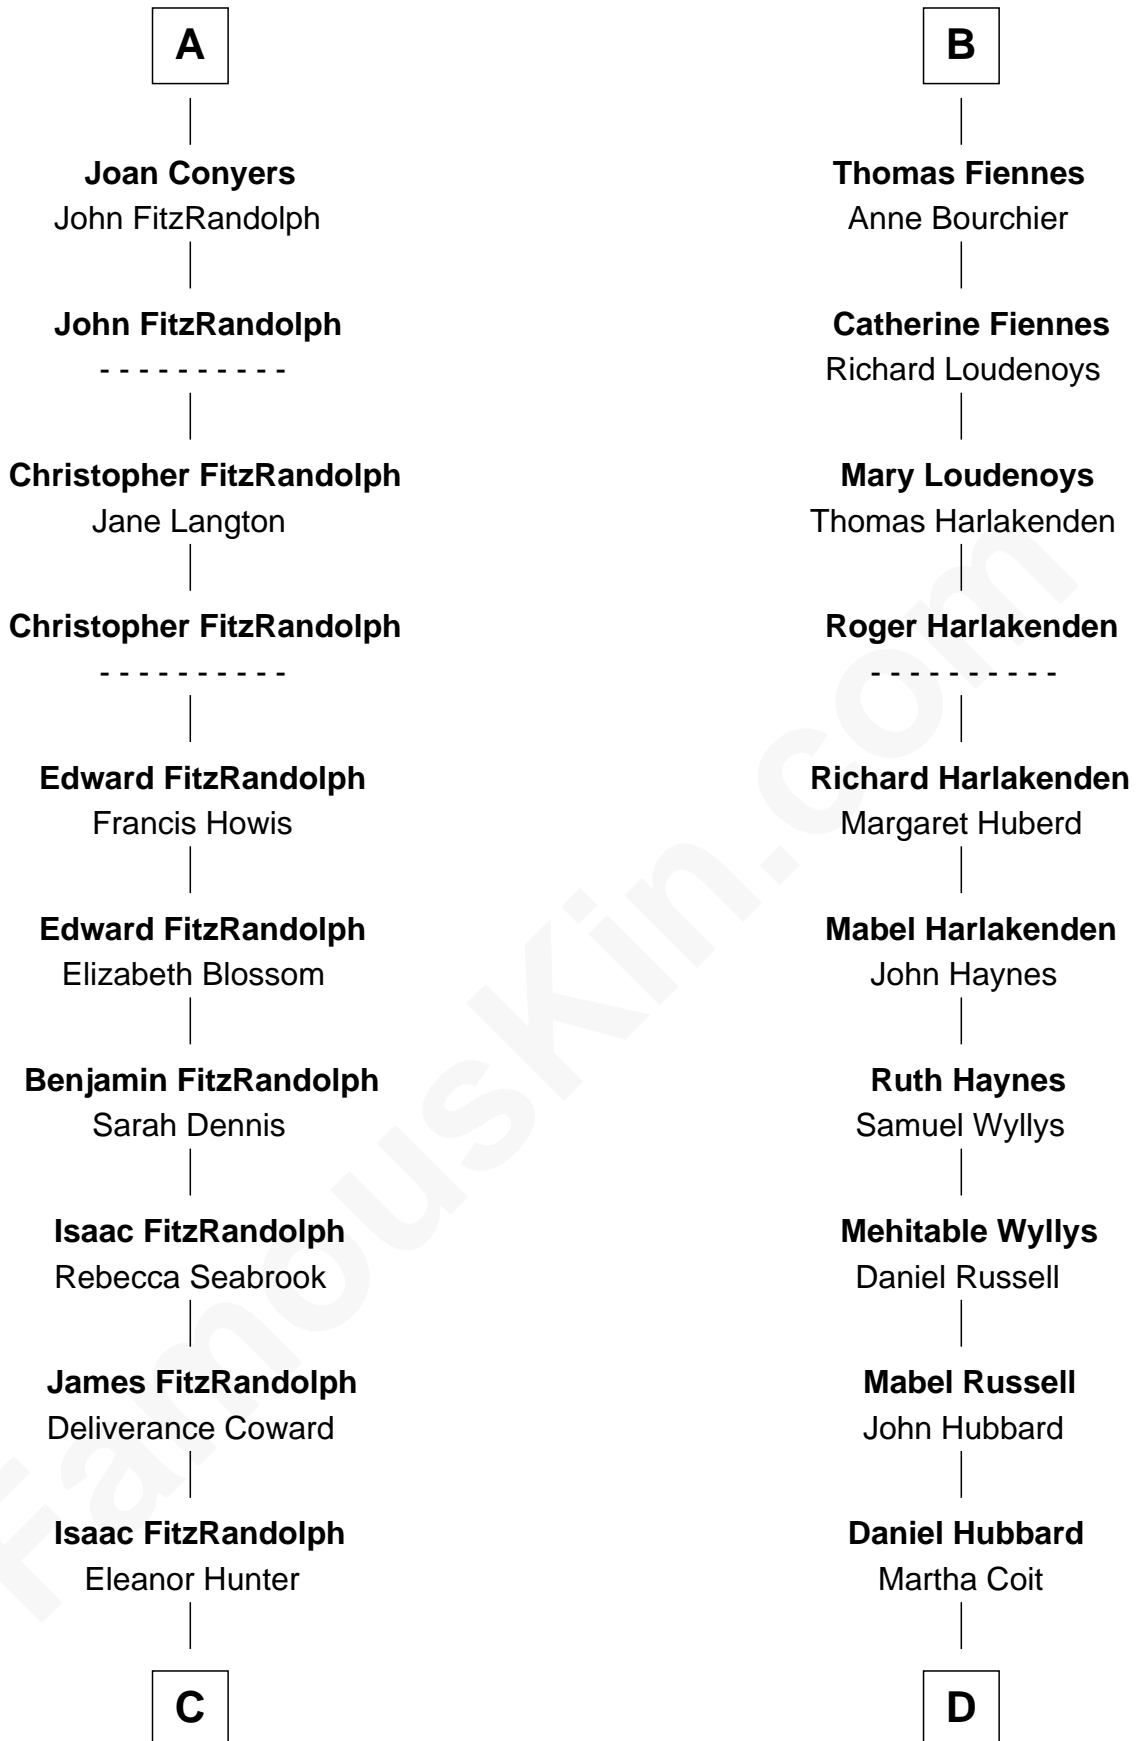 A
Joan Conyers
John FitzRandolph
John FitzRandolph
- - - - - - - - - -
Christopher FitzRandolph
Jane Langton
Christopher FitzRandolph
- - - - - - - - - -
Edward FitzRandolph
Francis Howis
Edward FitzRandolph
Elizabeth Blossom
Benjamin FitzRandolph
Sarah Dennis
Isaac FitzRandolph
Rebecca Seabrook
James FitzRandolph
Deliverance Coward
Isaac FitzRandolph
Eleanor Hunter
C
B
Thomas Fiennes
Anne Bourchier
Catherine Fiennes
Richard Loudenoys
Mary Loudenoys
Thomas Harlakenden
Roger Harlakenden
- - - - - - - - - -
Richard Harlakenden
Margaret Huberd
Mabel Harlakenden
John Haynes
Ruth Haynes
Samuel Wyllys
Mehitable Wyllys
Daniel Russell
Mabel Russell
John Hubbard
Daniel Hubbard
Martha Coit
D
FamousKin.com